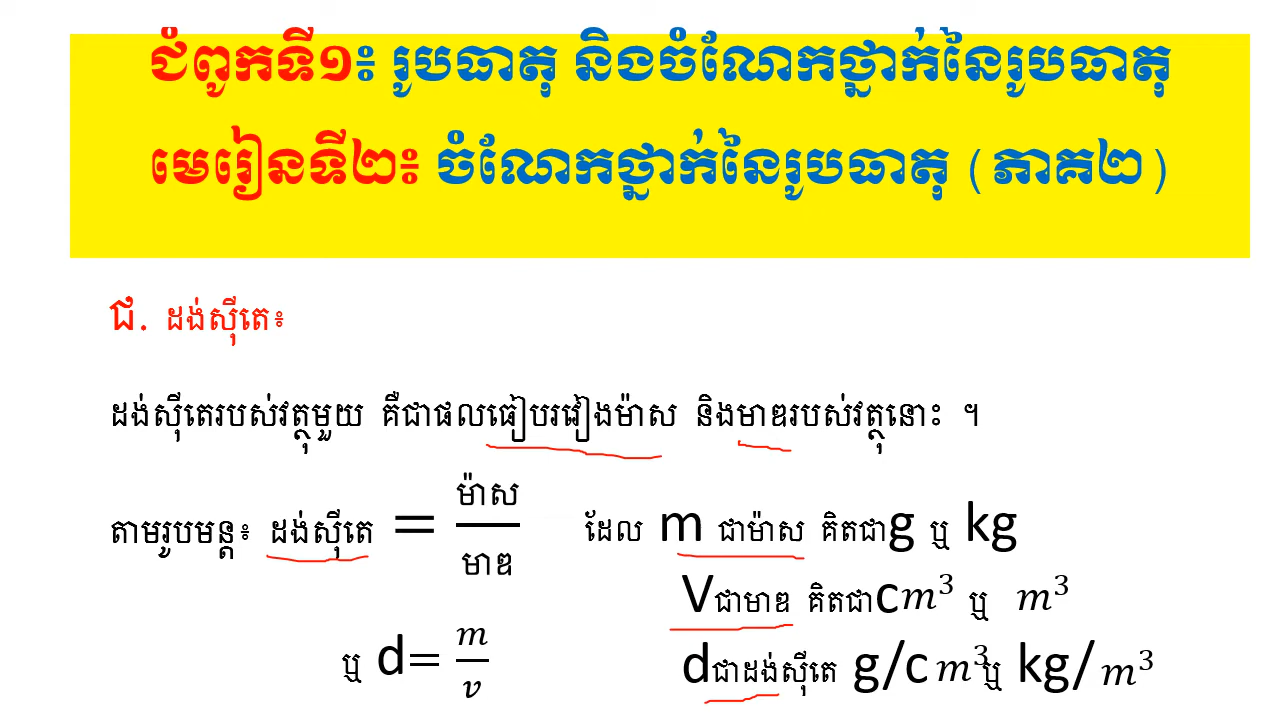 ជំពូកទី១៖ រូបធាតុ និងចំណែកថ្នាក់នៃរូបធាតុ
មេរៀនទី២៖ ចំណែកថ្នាក់នៃរូបធាតុ (ភាគ២)
ជ. ដង់ស៊ីតេ៖
ដង់ស៊ីតេរបស់វត្ថុមួយ គឺជាផលធៀបរវៀងម៉ាស និងមាឌរបស់វត្ថុនោះ ។
តាមរូបមន្ត៖ ដង់ស៊ីតេ = ម៉ាស/មាឌ ដែល m ជាម៉ាស គិតជាg ឬ kg
Vជាមាឌ គិតជាcm³ ឬ m³
ឬ d= m/v dជាដង់ស៊ីតេ g/cm³ឬ kg/m³